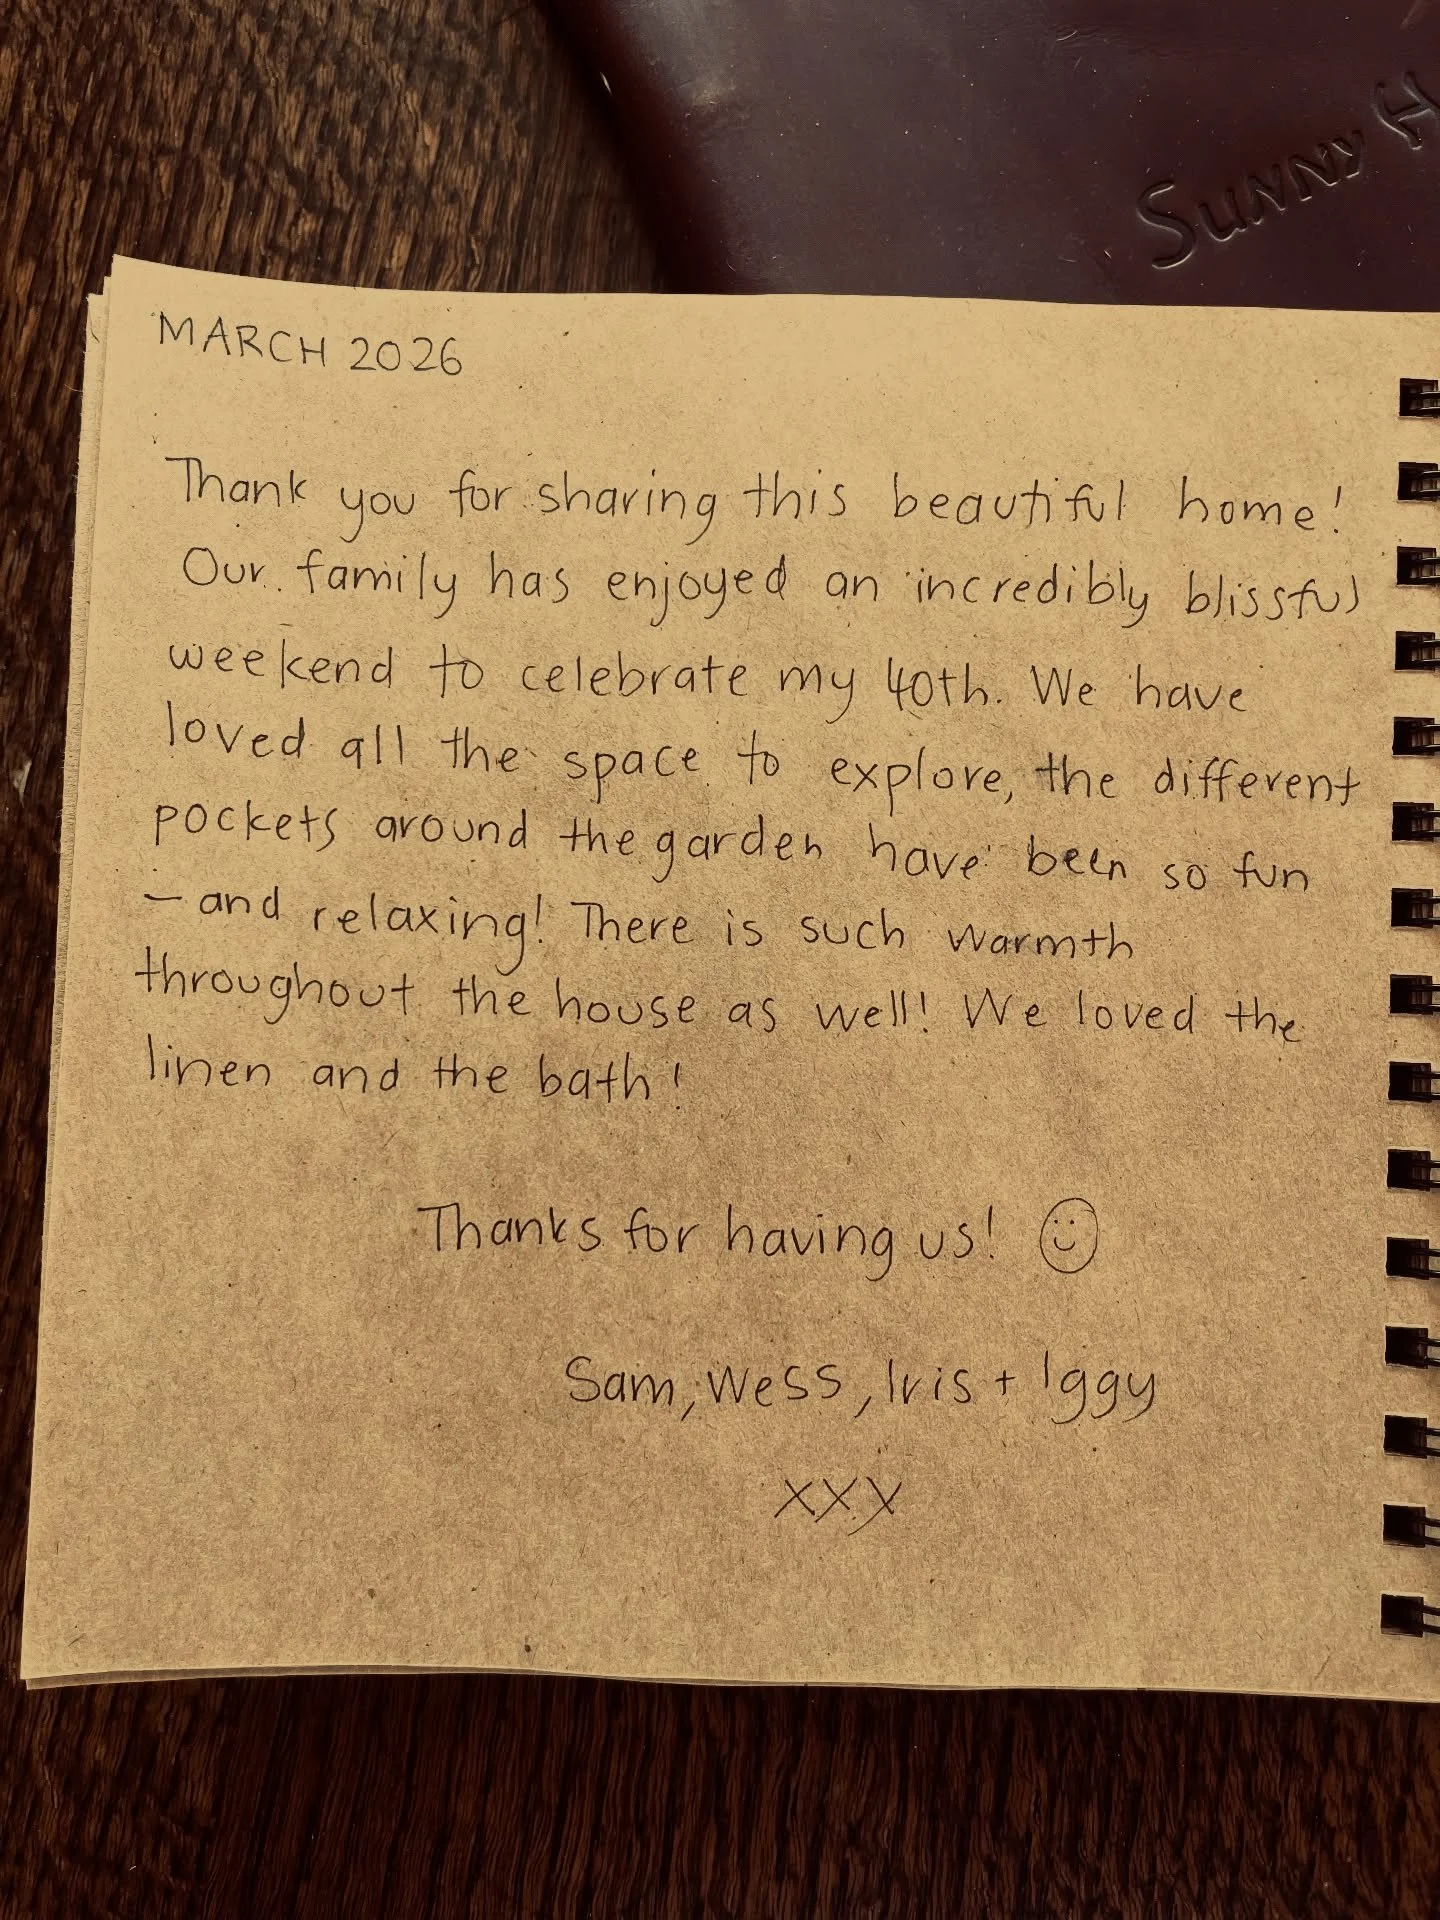 SUNNY H
MARCH 2026
Thank you for sharing this beautiful home!
Our family has enjoyed an incredibly blissful
weekend to celebrate my 40th. We have
loved all the space to explore, the different
pockets around the garden have been so fun
— and relaxing! There is such warmth
throughout the house as well! We loved the
linen and the bath!
Thanks for having us! ☺
Sam, Wess, Iris + Iggy
xxx